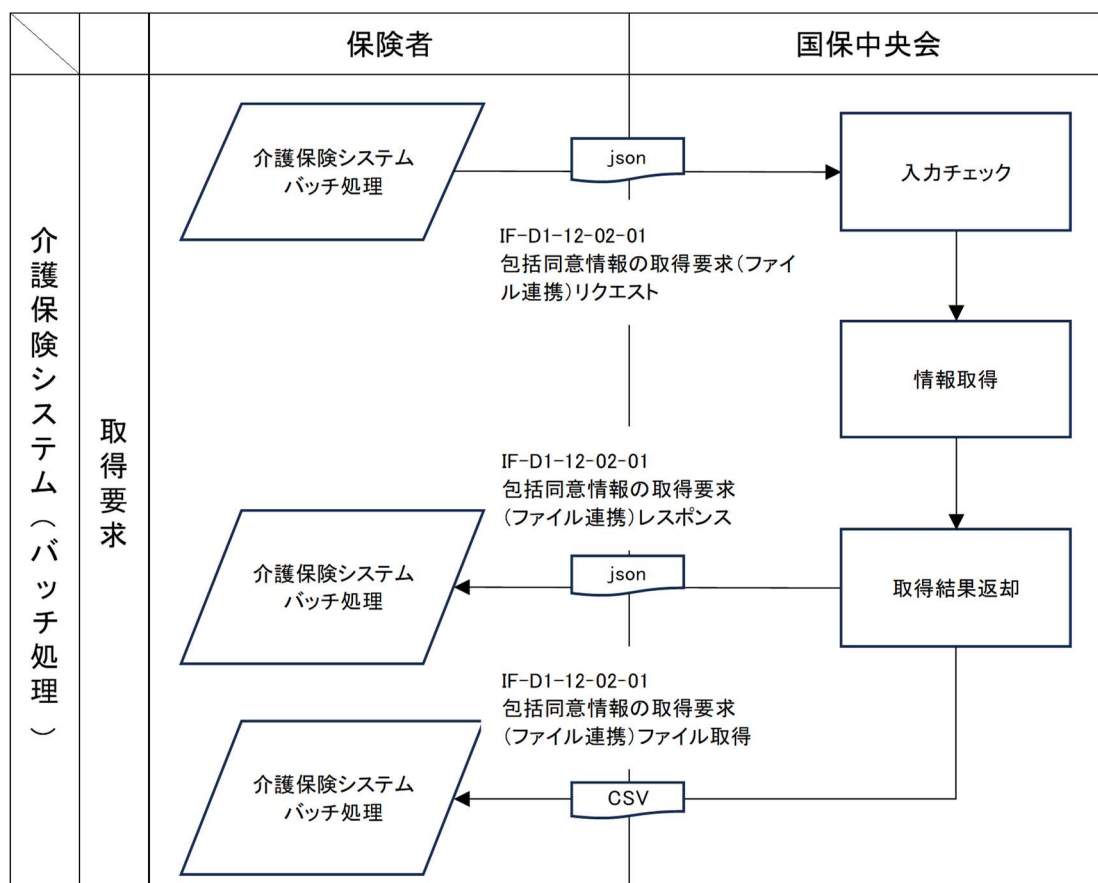 保険者
国保中央会
介護保険システム（バッチ処理）
取得要求
介護保険システム
バッチ処理
json
入力チェック
IF-D1-12-02-01
包括同意情報の取得要求（ファイ
ル連携）リクエスト
情報取得
IF-D1-12-02-01
包括同意情報の取得要求
（ファイル連携）レスポンス
介護保険システム
バッチ処理
json
取得結果返却
IF-D1-12-02-01
包括同意情報の取得要求
（ファイル連携）ファイル取得
介護保険システム
バッチ処理
CSV